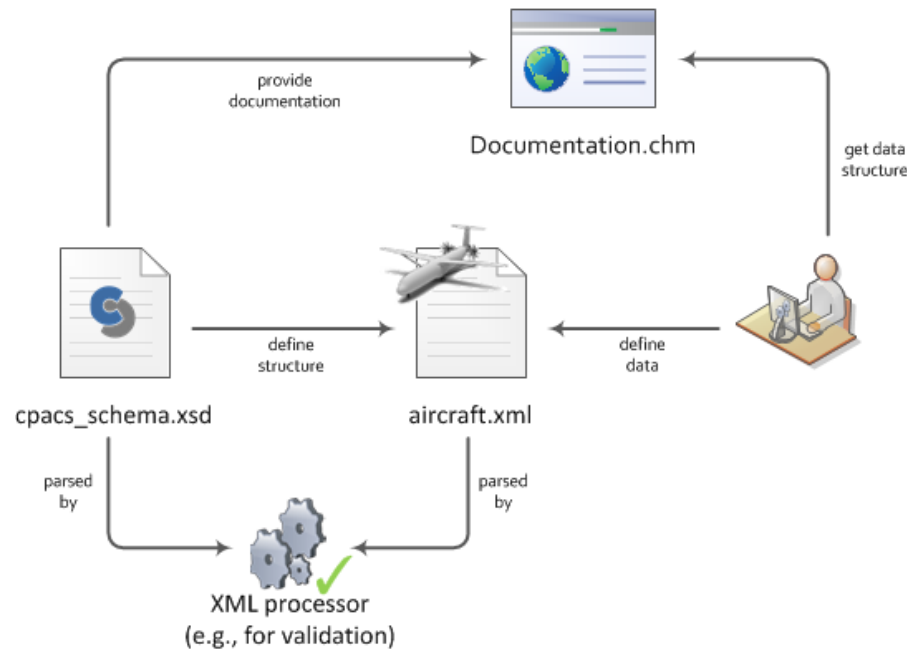 provide
documentation
Documentation.chm
get data
structure
define
structure
define
data
cpacs_schema.xsd
aircraft.xml
parsed
by
parsed
by
XML processor
(e.g., for validation)